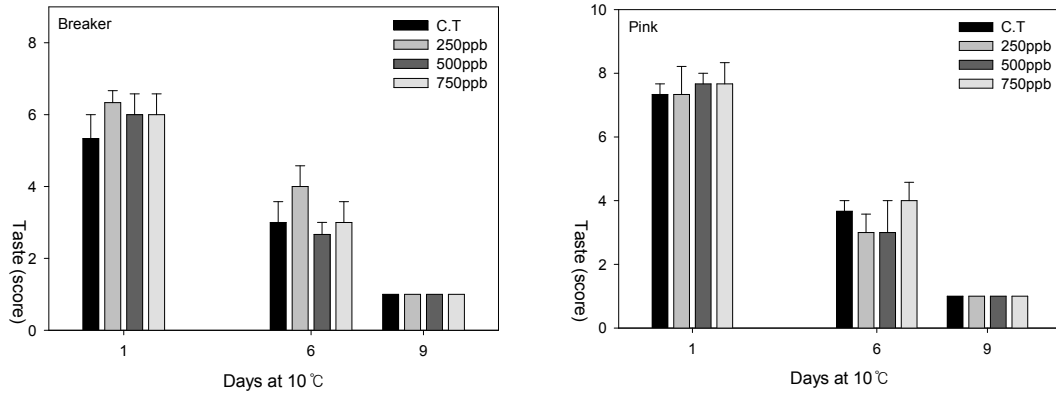 Breaker
C.T
250ppb
500ppb
750ppb
8
6
4
2
0
Taste (score)
1 6 9
Days at 10 ℃
Pink
C.T
250ppb
500ppb
750ppb
10
8
6
4
2
0
Taste (score)
1 6 9
Days at 10 ℃